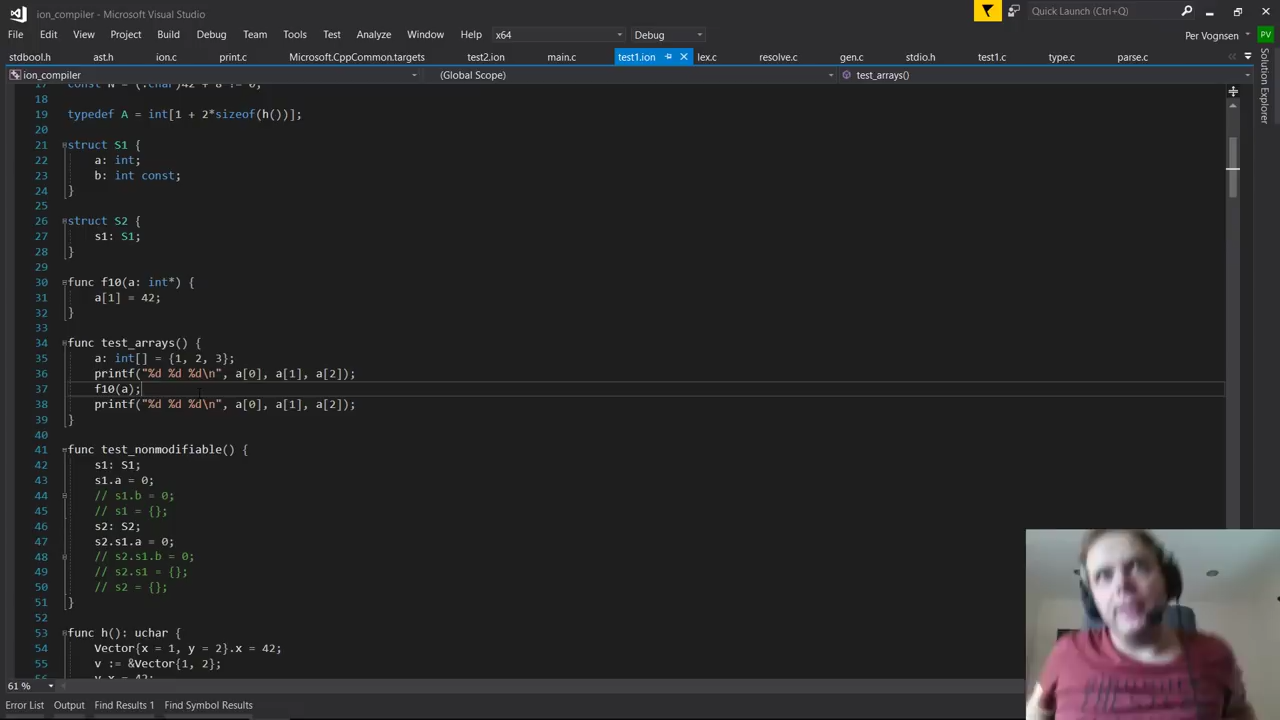 ion_compiler - Microsoft Visual Studio
Quick Launch (Ctrl+Q)
File Edit View Project Build Debug Team Tools Test Analyze Window Help x64 Debug
Per Vognsen PV
stdbool.h ast.h ion.c print.c Microsoft.CppCommon.targets test2.ion main.c test1.ion lex.c resolve.c gen.c stdio.h test1.c type.c parse.c
ion_compiler (Global Scope) test_arrays()
Solution Explorer
18
19 typedef A = int[1 + 2*sizeof(h())];
20
21 struct S1 {
22 a: int;
23 b: int const;
24 }
25
26 struct S2 {
27 s1: S1;
28 }
29
30 func f10(a: int*) {
31 a[1] = 42;
32 }
33
34 func test_arrays() {
35 a: int[] = {1, 2, 3};
36 printf("%d %d %d\n", a[0], a[1], a[2]);
37 f10(a);
38 printf("%d %d %d\n", a[0], a[1], a[2]);
39 }
40
41 func test_nonmodifiable() {
42 s1: S1;
43 s1.a = 0;
44 // s1.b = 0;
45 // s1 = {};
46 s2: S2;
47 s2.s1.a = 0;
48 // s2.s1.b = 0;
49 // s2.s1 = {};
50 // s2 = {};
51 }
52
53 func h(): uchar {
54 Vector{x = 1, y = 2}.x = 42;
55 v := &Vector{1, 2};
61 %
Error List Output Find Results 1 Find Symbol Results